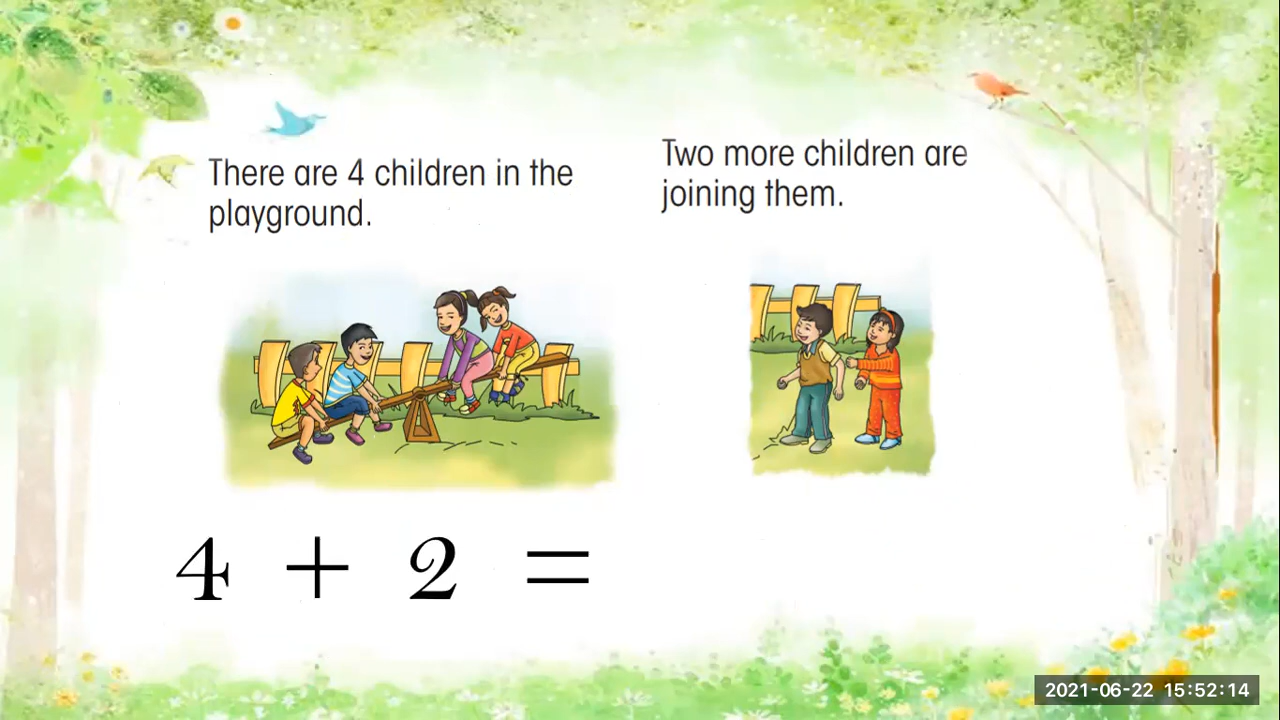 There are 4 children in the
playground.
Two more children are
joining them.
4 + 2 =
2021-06-22 15:52:14